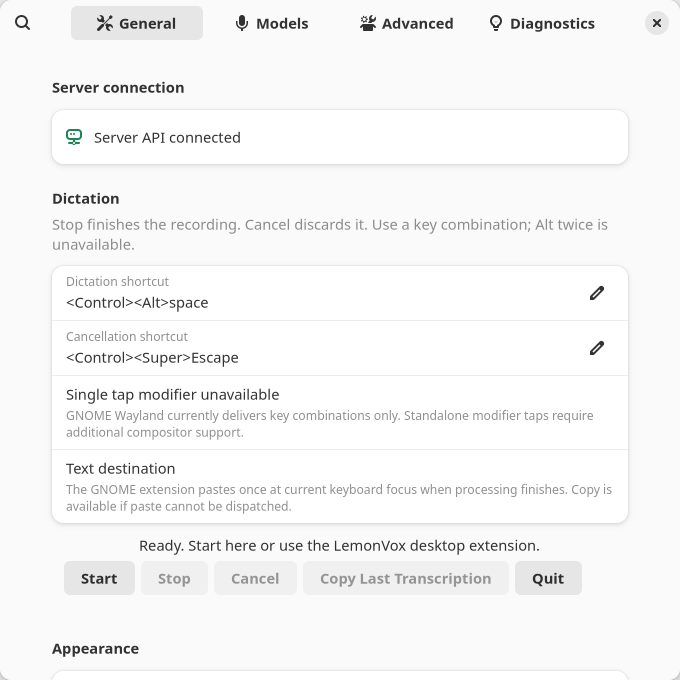 General
Models
Advanced
Diagnostics
Server connection
Server API connected
Dictation
Stop finishes the recording. Cancel discards it. Use a key combination; Alt twice is
unavailable.
Dictation shortcut
<Control><Alt>space
Cancellation shortcut
<Control><Super>Escape
Single tap modifier unavailable
GNOME Wayland currently delivers key combinations only. Standalone modifier taps require
additional compositor support.
Text destination
The GNOME extension pastes once at current keyboard focus when processing finishes. Copy is
available if paste cannot be dispatched.
Ready. Start here or use the LemonVox desktop extension.
Start
Stop
Cancel
Copy Last Transcription
Quit
Appearance